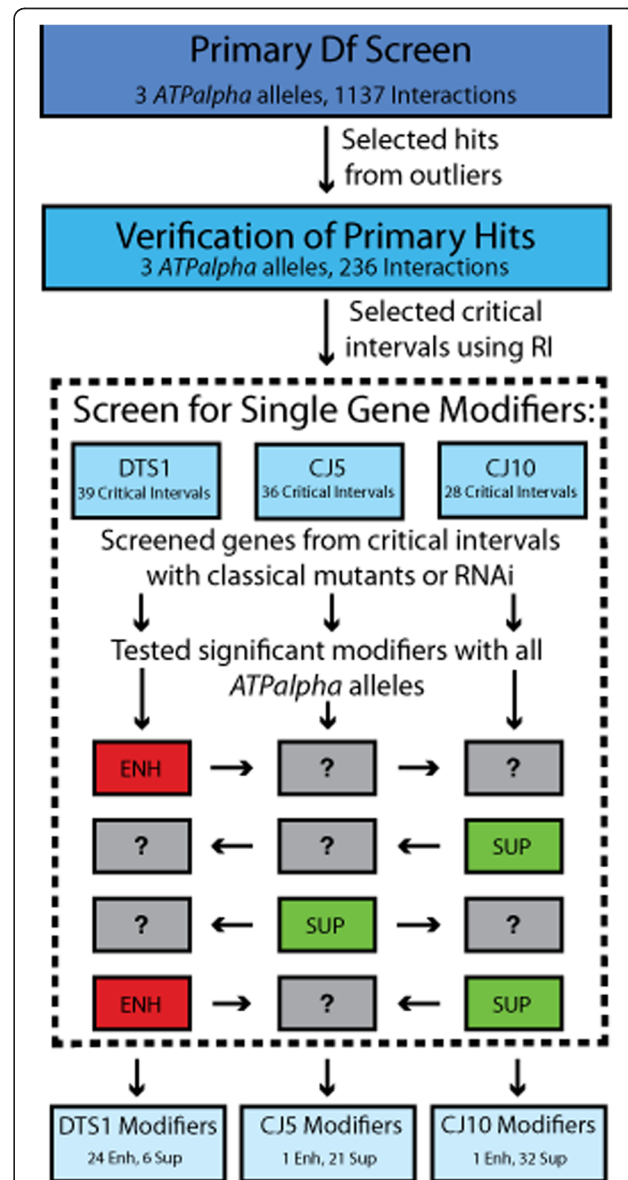 Primary Df Screen
3 ATPalpha alleles, 1137 Interactions
Selected hits
from outliers
Verification of Primary Hits
3 ATPalpha alleles, 236 Interactions
Selected critical
intervals using RI
Screen for Single Gene Modifiers:
DTS1
39 Critical Intervals
CJ5
36 Critical Intervals
CJ10
28 Critical Intervals
Screened genes from critical intervals
with classical mutants or RNAi
Tested significant modifiers with all
ATPalpha alleles
ENH ? ?
? ? SUP
? SUP ?
ENH ? SUP
DTS1 Modifiers
24 Enh, 6 Sup
CJ5 Modifiers
1 Enh, 21 Sup
CJ10 Modifiers
1 Enh, 32 Sup